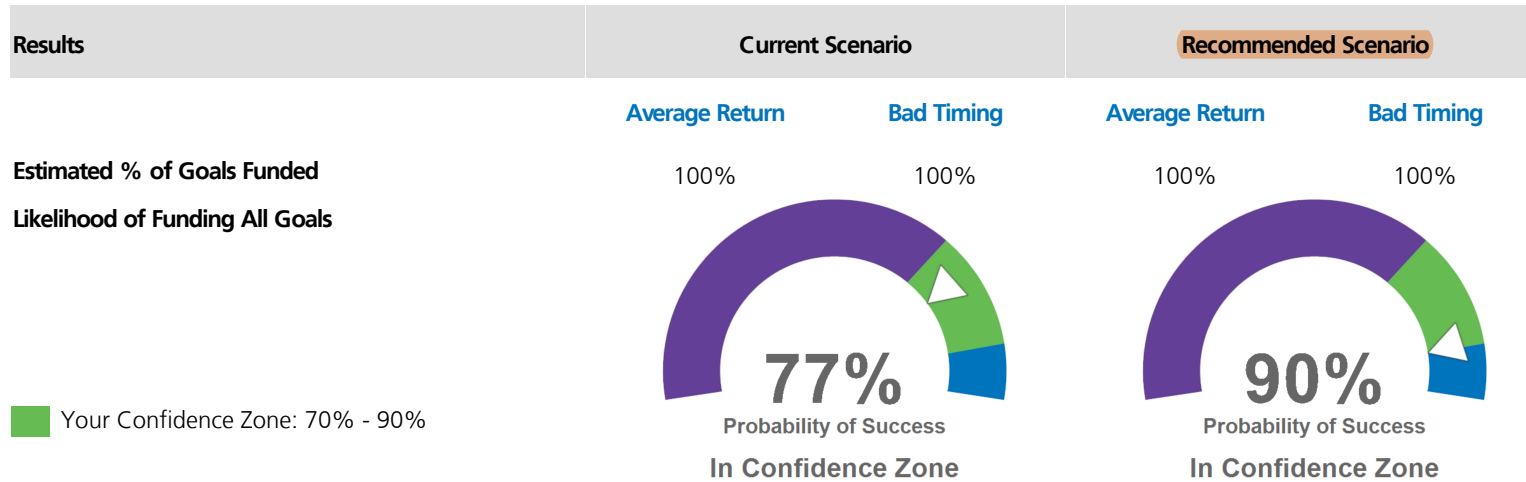 Results Current Scenario Recommended Scenario
Average Return Bad Timing Average Return Bad Timing
Estimated % of Goals Funded 100% 100% 100% 100%
Likelihood of Funding All Goals
77% 90%
Your Confidence Zone: 70% - 90%
Probability of Success Probability of Success
In Confidence Zone In Confidence Zone